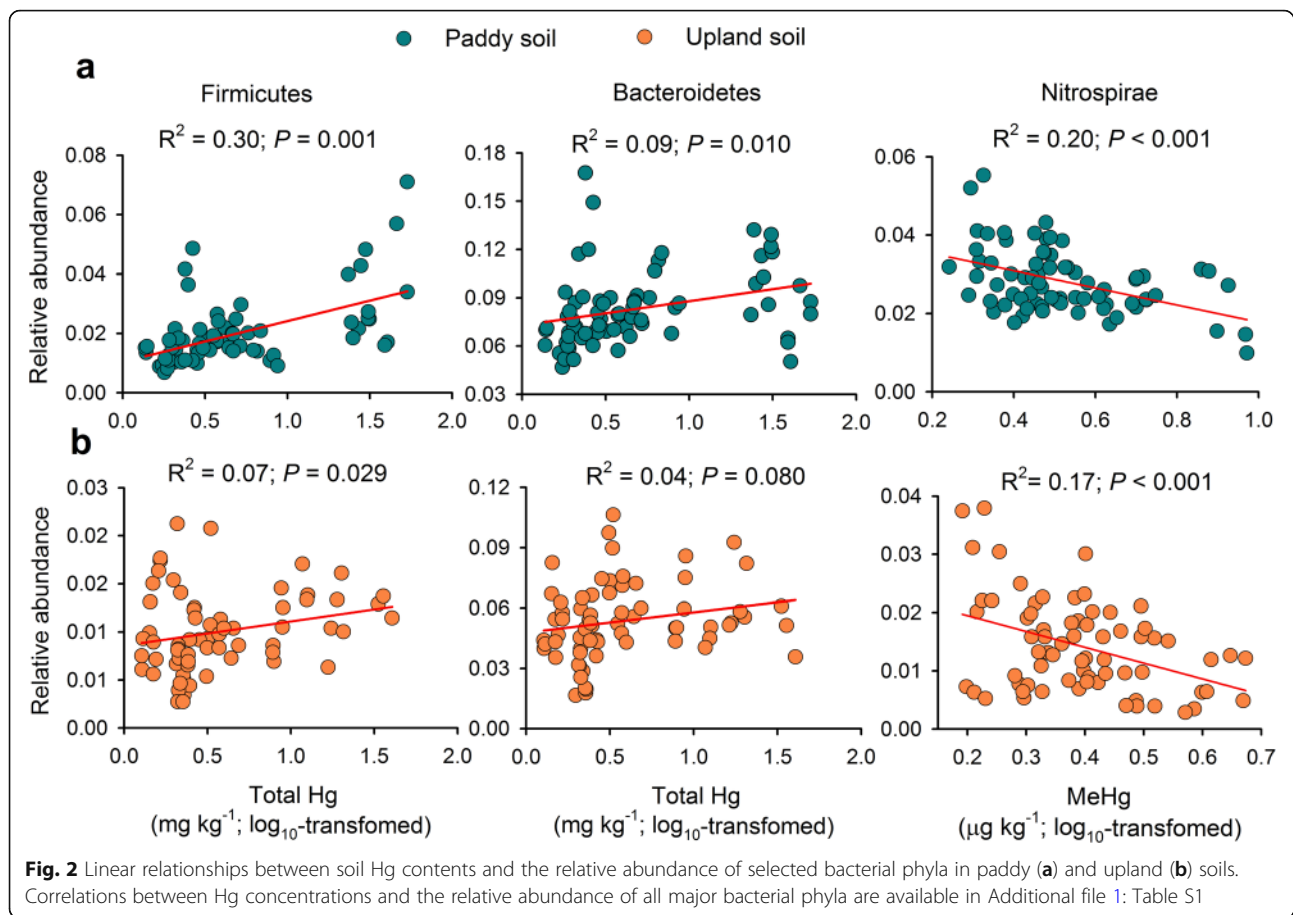 Paddy soil Upland soil
a
Firmicutes Bacteroidetes Nitrospirae
R² = 0.30; P = 0.001 R² = 0.09; P = 0.010 R² = 0.20; P < 0.001
Relative abundance
0.08
0.06
0.04
0.02
0.00
0.0 0.5 1.0 1.5 2.0
0.18
0.15
0.12
0.09
0.06
0.03
0.0 0.5 1.0 1.5 2.0
0.06
0.04
0.02
0.00
0.2 0.4 0.6 0.8 1.0
b
R² = 0.07; P = 0.029 R² = 0.04; P = 0.080 R²= 0.17; P < 0.001
Relative abundance
0.03
0.02
0.02
0.01
0.01
0.00
0.0 0.5 1.0 1.5 2.0
0.12
0.09
0.06
0.03
0.00
0.0 0.5 1.0 1.5 2.0
0.04
0.03
0.02
0.01
0.00
0.2 0.3 0.4 0.5 0.6 0.7
Total Hg Total Hg MeHg
(mg kg⁻¹; log₁₀-transfomed) (mg kg⁻¹; log₁₀-transfomed) (μg kg⁻¹; log₁₀-transfomed)
Fig. 2 Linear relationships between soil Hg contents and the relative abundance of selected bacterial phyla in paddy (a) and upland (b) soils.
Correlations between Hg concentrations and the relative abundance of all major bacterial phyla are available in Additional file 1: Table S1